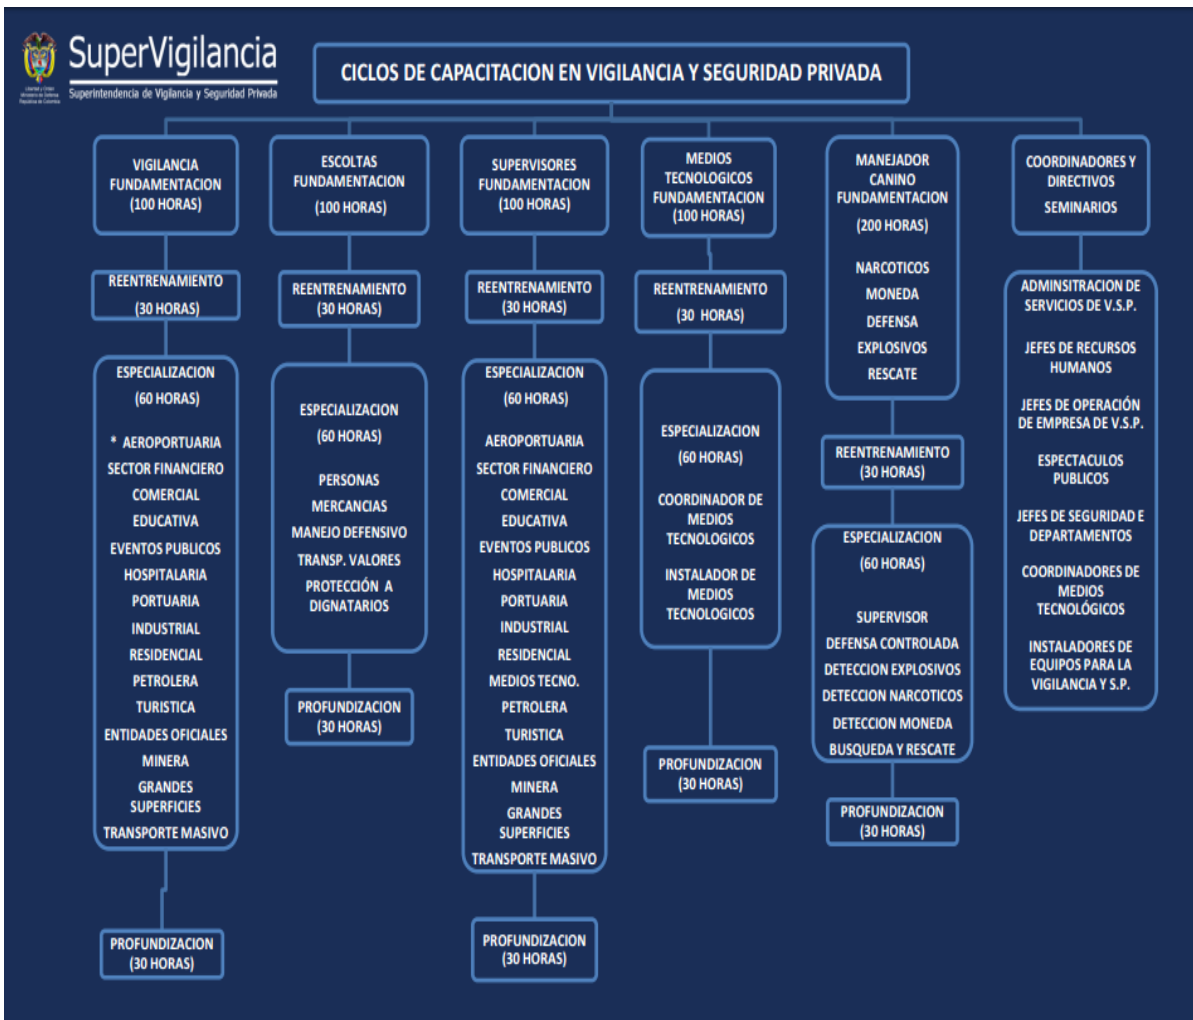 SuperVigilancia
Libertad y Orden
Ministerio de Defensa
República de Colombia
Superintendencia de Vigilancia y Seguridad Privada
CICLOS DE CAPACITACION EN VIGILANCIA Y SEGURIDAD PRIVADA
VIGILANCIA
FUNDAMENTACION
(100 HORAS)
REENTRENAMIENTO
(30 HORAS)
ESPECIALIZACION
(60 HORAS)
* AEROPORTUARIA
SECTOR FINANCIERO
COMERCIAL
EDUCATIVA
EVENTOS PUBLICOS
HOSPITALARIA
PORTUARIA
INDUSTRIAL
RESIDENCIAL
PETROLERA
TURISTICA
ENTIDADES OFICIALES
MINERA
GRANDES
SUPERFICIES
TRANSPORTE MASIVO
PROFUNDIZACION
(30 HORAS)
ESCOLTAS
FUNDAMENTACION
(100 HORAS)
REENTRENAMIENTO
(30 HORAS)
ESPECIALIZACION
(60 HORAS)
PERSONAS
MERCANCIAS
MANEJO DEFENSIVO
TRANSP. VALORES
PROTECCIÓN A
DIGNATARIOS
PROFUNDIZACION
(30 HORAS)
SUPERVISORES
FUNDAMENTACION
(100 HORAS)
REENTRENAMIENTO
(30 HORAS)
ESPECIALIZACION
(60 HORAS)
AEROPORTUARIA
SECTOR FINANCIERO
COMERCIAL
EDUCATIVA
EVENTOS PUBLICOS
HOSPITALARIA
PORTUARIA
INDUSTRIAL
RESIDENCIAL
MEDIOS TECNO.
PETROLERA
TURISTICA
ENTIDADES OFICIALES
MINERA
GRANDES
SUPERFICIES
TRANSPORTE MASIVO
PROFUNDIZACION
(30 HORAS)
MEDIOS
TECNOLOGICOS
FUNDAMENTACION
(100 HORAS)
REENTRENAMIENTO
(30 HORAS)
ESPECIALIZACION
(60 HORAS)
COORDINADOR DE
MEDIOS
TECNOLOGICOS
INSTALADOR DE
MEDIOS
TECNOLOGICOS
PROFUNDIZACION
(30 HORAS)
MANEJADOR
CANINO
FUNDAMENTACION
(200 HORAS)
NARCOTICOS
MONEDA
DEFENSA
EXPLOSIVOS
RESCATE
REENTRENAMIENTO
(30 HORAS)
ESPECIALIZACION
(60 HORAS)
SUPERVISOR
DEFENSA CONTROLADA
DETECCION EXPLOSIVOS
DETECCION NARCOTICOS
DETECCION MONEDA
BUSQUEDA Y RESCATE
PROFUNDIZACION
(30 HORAS)
COORDINADORES Y
DIRECTIVOS
SEMINARIOS
ADMINSITRACION DE
SERVICIOS DE V.S.P.
JEFES DE RECURSOS
HUMANOS
JEFES DE OPERACIÓN
DE EMPRESA DE V.S.P.
ESPECTACULOS
PUBLICOS
JEFES DE SEGURIDAD E
DEPARTAMENTOS
COORDINADORES DE
MEDIOS
TECNOLÓGICOS
INSTALADORES DE
EQUIPOS PARA LA
VIGILANCIA Y S.P.